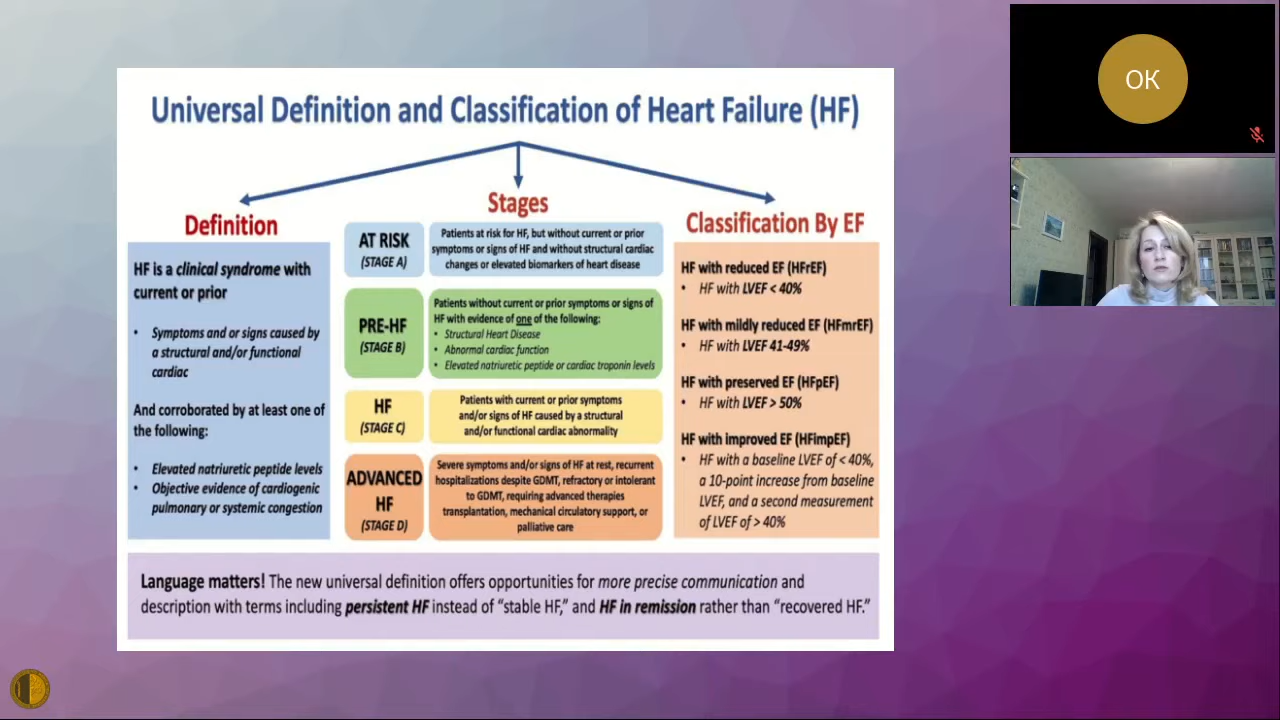 Universal Definition and Classification of Heart Failure (HF)
Definition
HF is a clinical syndrome with
current or prior
• Symptoms and or signs caused by
a structural and/or functional
cardiac
And corroborated by at least one of
the following:
• Elevated natriuretic peptide levels
• Objective evidence of cardiogenic
pulmonary or systemic congestion
Stages
AT RISK
(STAGE A)
Patients at risk for HF, but without current or prior
symptoms or signs of HF and without structural cardiac
changes or elevated biomarkers of heart disease
PRE-HF
(STAGE B)
Patients without current or prior symptoms or signs of
HF with evidence of one of the following:
• Structural Heart Disease
• Abnormal cardiac function
• Elevated natriuretic peptide or cardiac troponin levels
HF
(STAGE C)
Patients with current or prior symptoms
and/or signs of HF caused by a structural
and/or functional cardiac abnormality
ADVANCED
HF
(STAGE D)
Severe symptoms and/or signs of HF at rest, recurrent
hospitalizations despite GDMT, refractory or intolerant
to GDMT, requiring advanced therapies
transplantation, mechanical circulatory support, or
palliative care
Classification By EF
HF with reduced EF (HFrEF)
• HF with LVEF < 40%
HF with mildly reduced EF (HFmrEF)
• HF with LVEF 41-49%
HF with preserved EF (HFpEF)
• HF with LVEF > 50%
HF with improved EF (HFimpEF)
• HF with a baseline LVEF of < 40%,
a 10-point increase from baseline
LVEF, and a second measurement
of LVEF of > 40%
Language matters! The new universal definition offers opportunities for more precise communication and
description with terms including persistent HF instead of “stable HF,” and HF in remission rather than “recovered HF.”
ОК